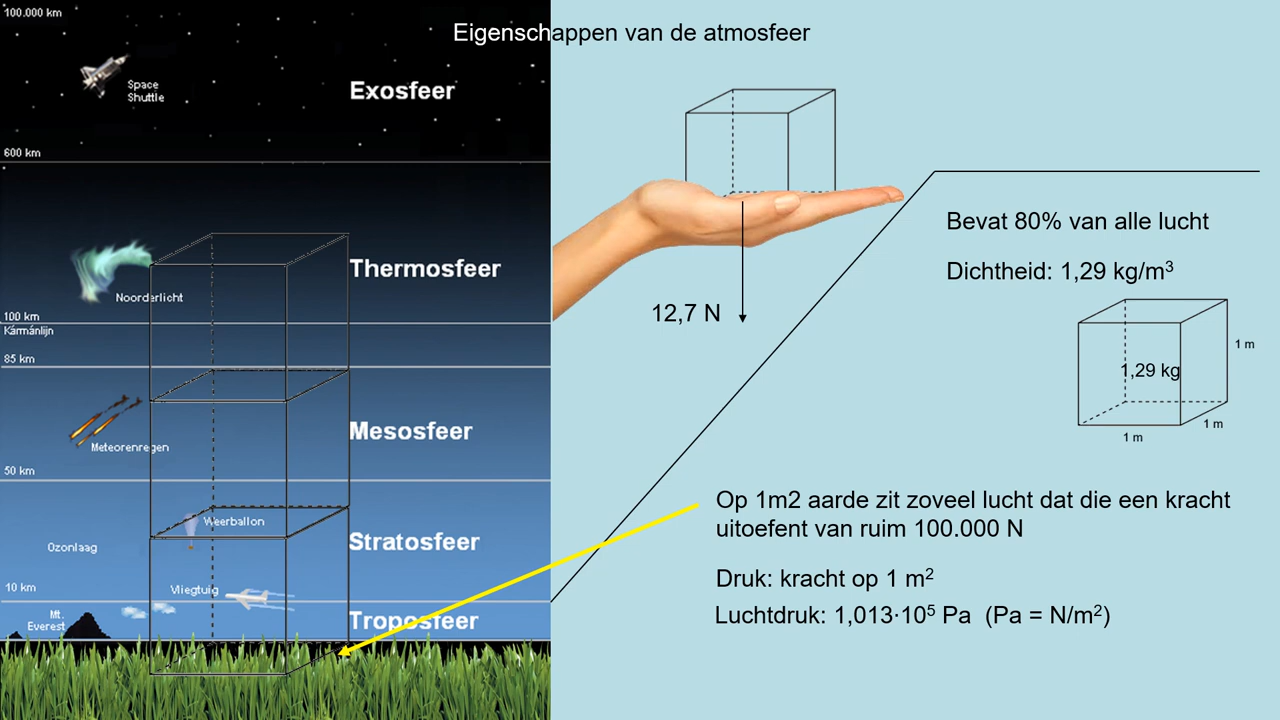 Eigenschappen van de atmosfeer
100.000 km
Space
Shuttle
Exosfeer
600 km
Thermosfeer
Noorderlicht
100 km
Kármánlijn
85 km
Mesosfeer
Meteorenregen
50 km
Weerballon
Stratosfeer
Ozonlaag
10 km
Vliegtuig
Mt.
Everest
Troposfeer
12,7 N
Bevat 80% van alle lucht
Dichtheid: 1,29 kg/m³
1 m
1,29 kg
1 m
1 m
Op 1m2 aarde zit zoveel lucht dat die een kracht
uitoefent van ruim 100.000 N
Druk: kracht op 1 m²
Luchtdruk: 1,013·10⁵ Pa (Pa = N/m²)